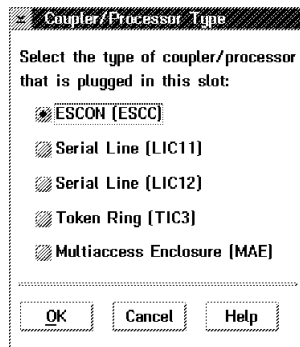 Coupler/Processor Type
Select the type of coupler/processor
that is plugged in this slot:
ESCON (ESCC)
Serial Line (LIC11)
Serial Line (LIC12)
Token Ring (TIC3)
Multiaccess Enclosure (MAE)
OK Cancel Help